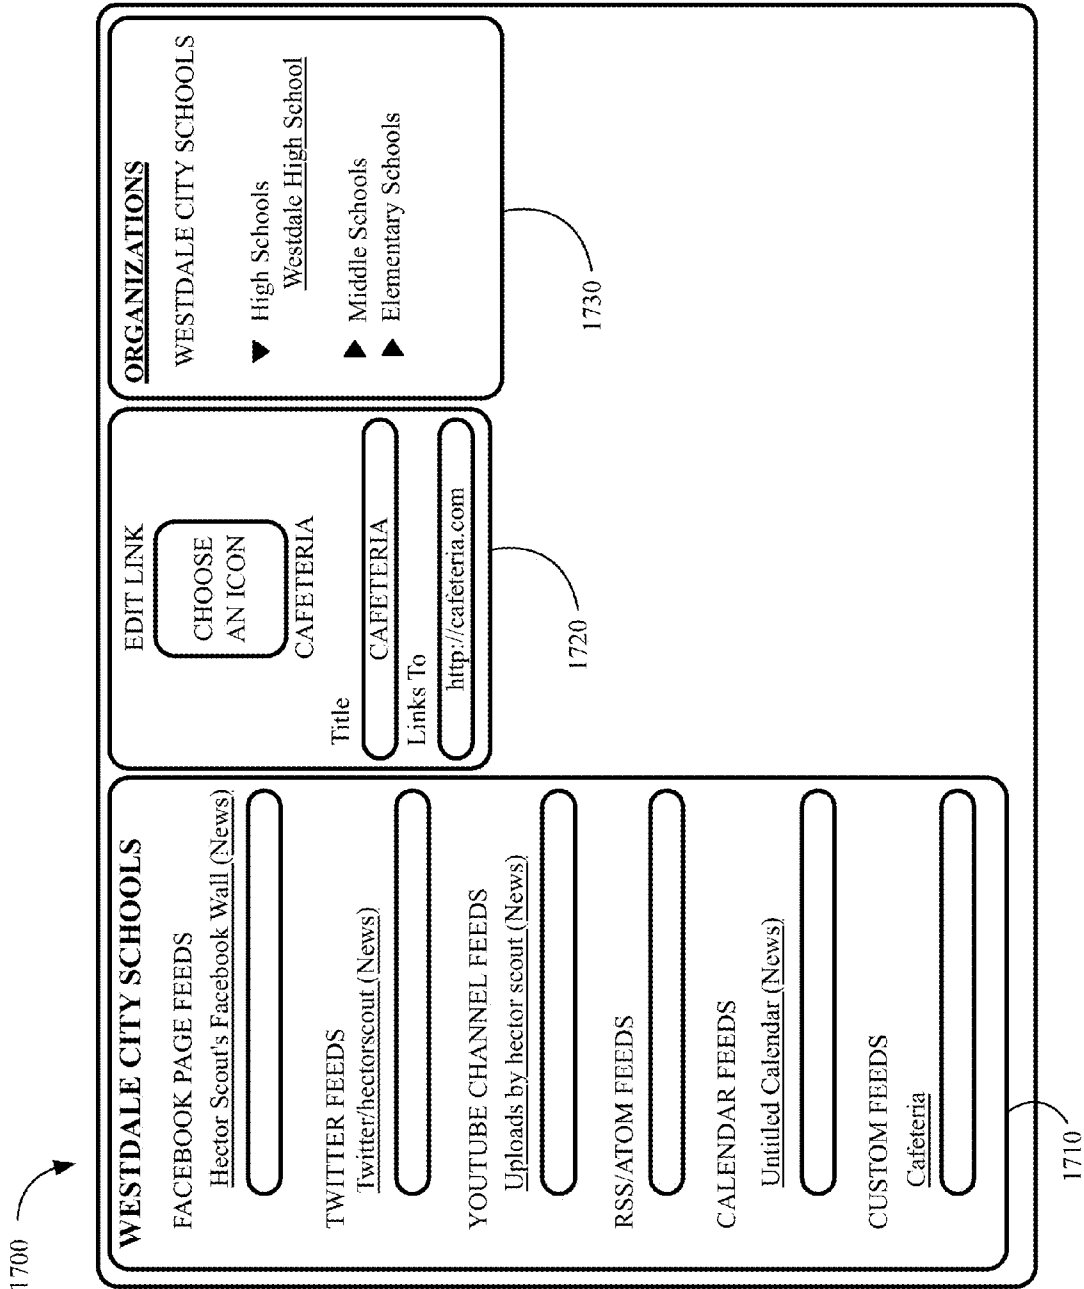 1700
WESTDALE CITY SCHOOLS
FACEBOOK PAGE FEEDS
Hector Scout's Facebook Wall (News)
TWITTER FEEDS
Twitter/hectorscout (News)
YOUTUBE CHANNEL FEEDS
Uploads by hector scout (News)
RSS/ATOM FEEDS
CALENDAR FEEDS
Untitled Calendar (News)
CUSTOM FEEDS
Cafeteria
1710
EDIT LINK
CHOOSE
AN ICON
CAFETERIA
Title
CAFETERIA
Links To
http://cafeteria.com
1720
ORGANIZATIONS
WESTDALE CITY SCHOOLS
High Schools
Westdale High School
Middle Schools
Elementary Schools
1730